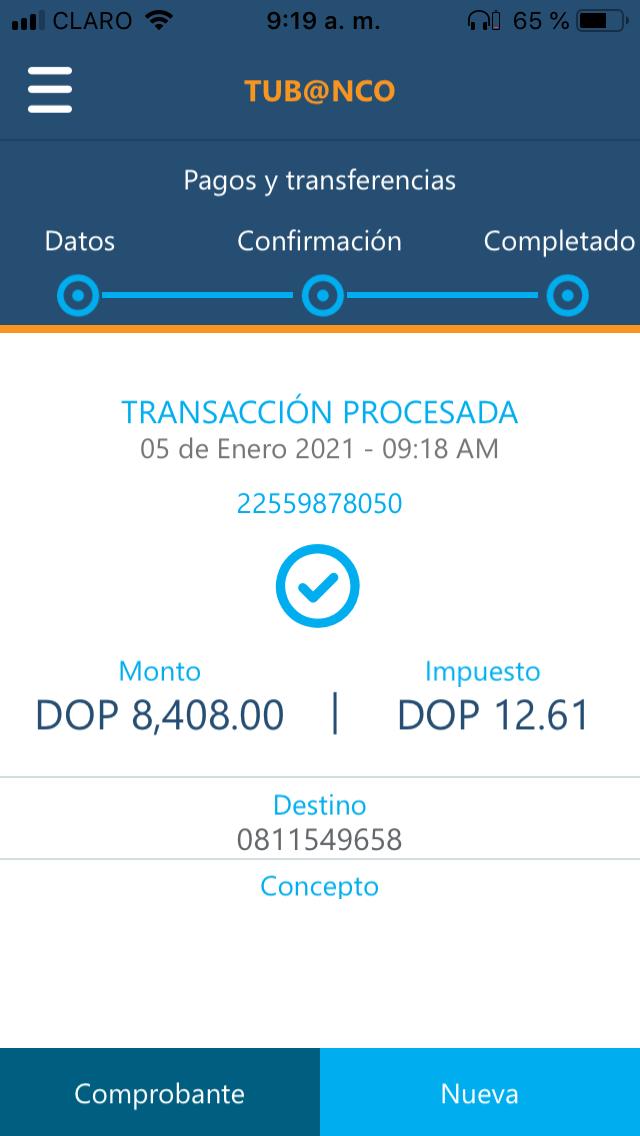 CLARO 9:19 a. m. 65 %
TUB@NCO
Pagos y transferencias
Datos Confirmación Completado
TRANSACCIÓN PROCESADA
05 de Enero 2021 - 09:18 AM
22559878050
Monto Impuesto
DOP 8,408.00 | DOP 12.61
Destino
0811549658
Concepto
Comprobante Nueva